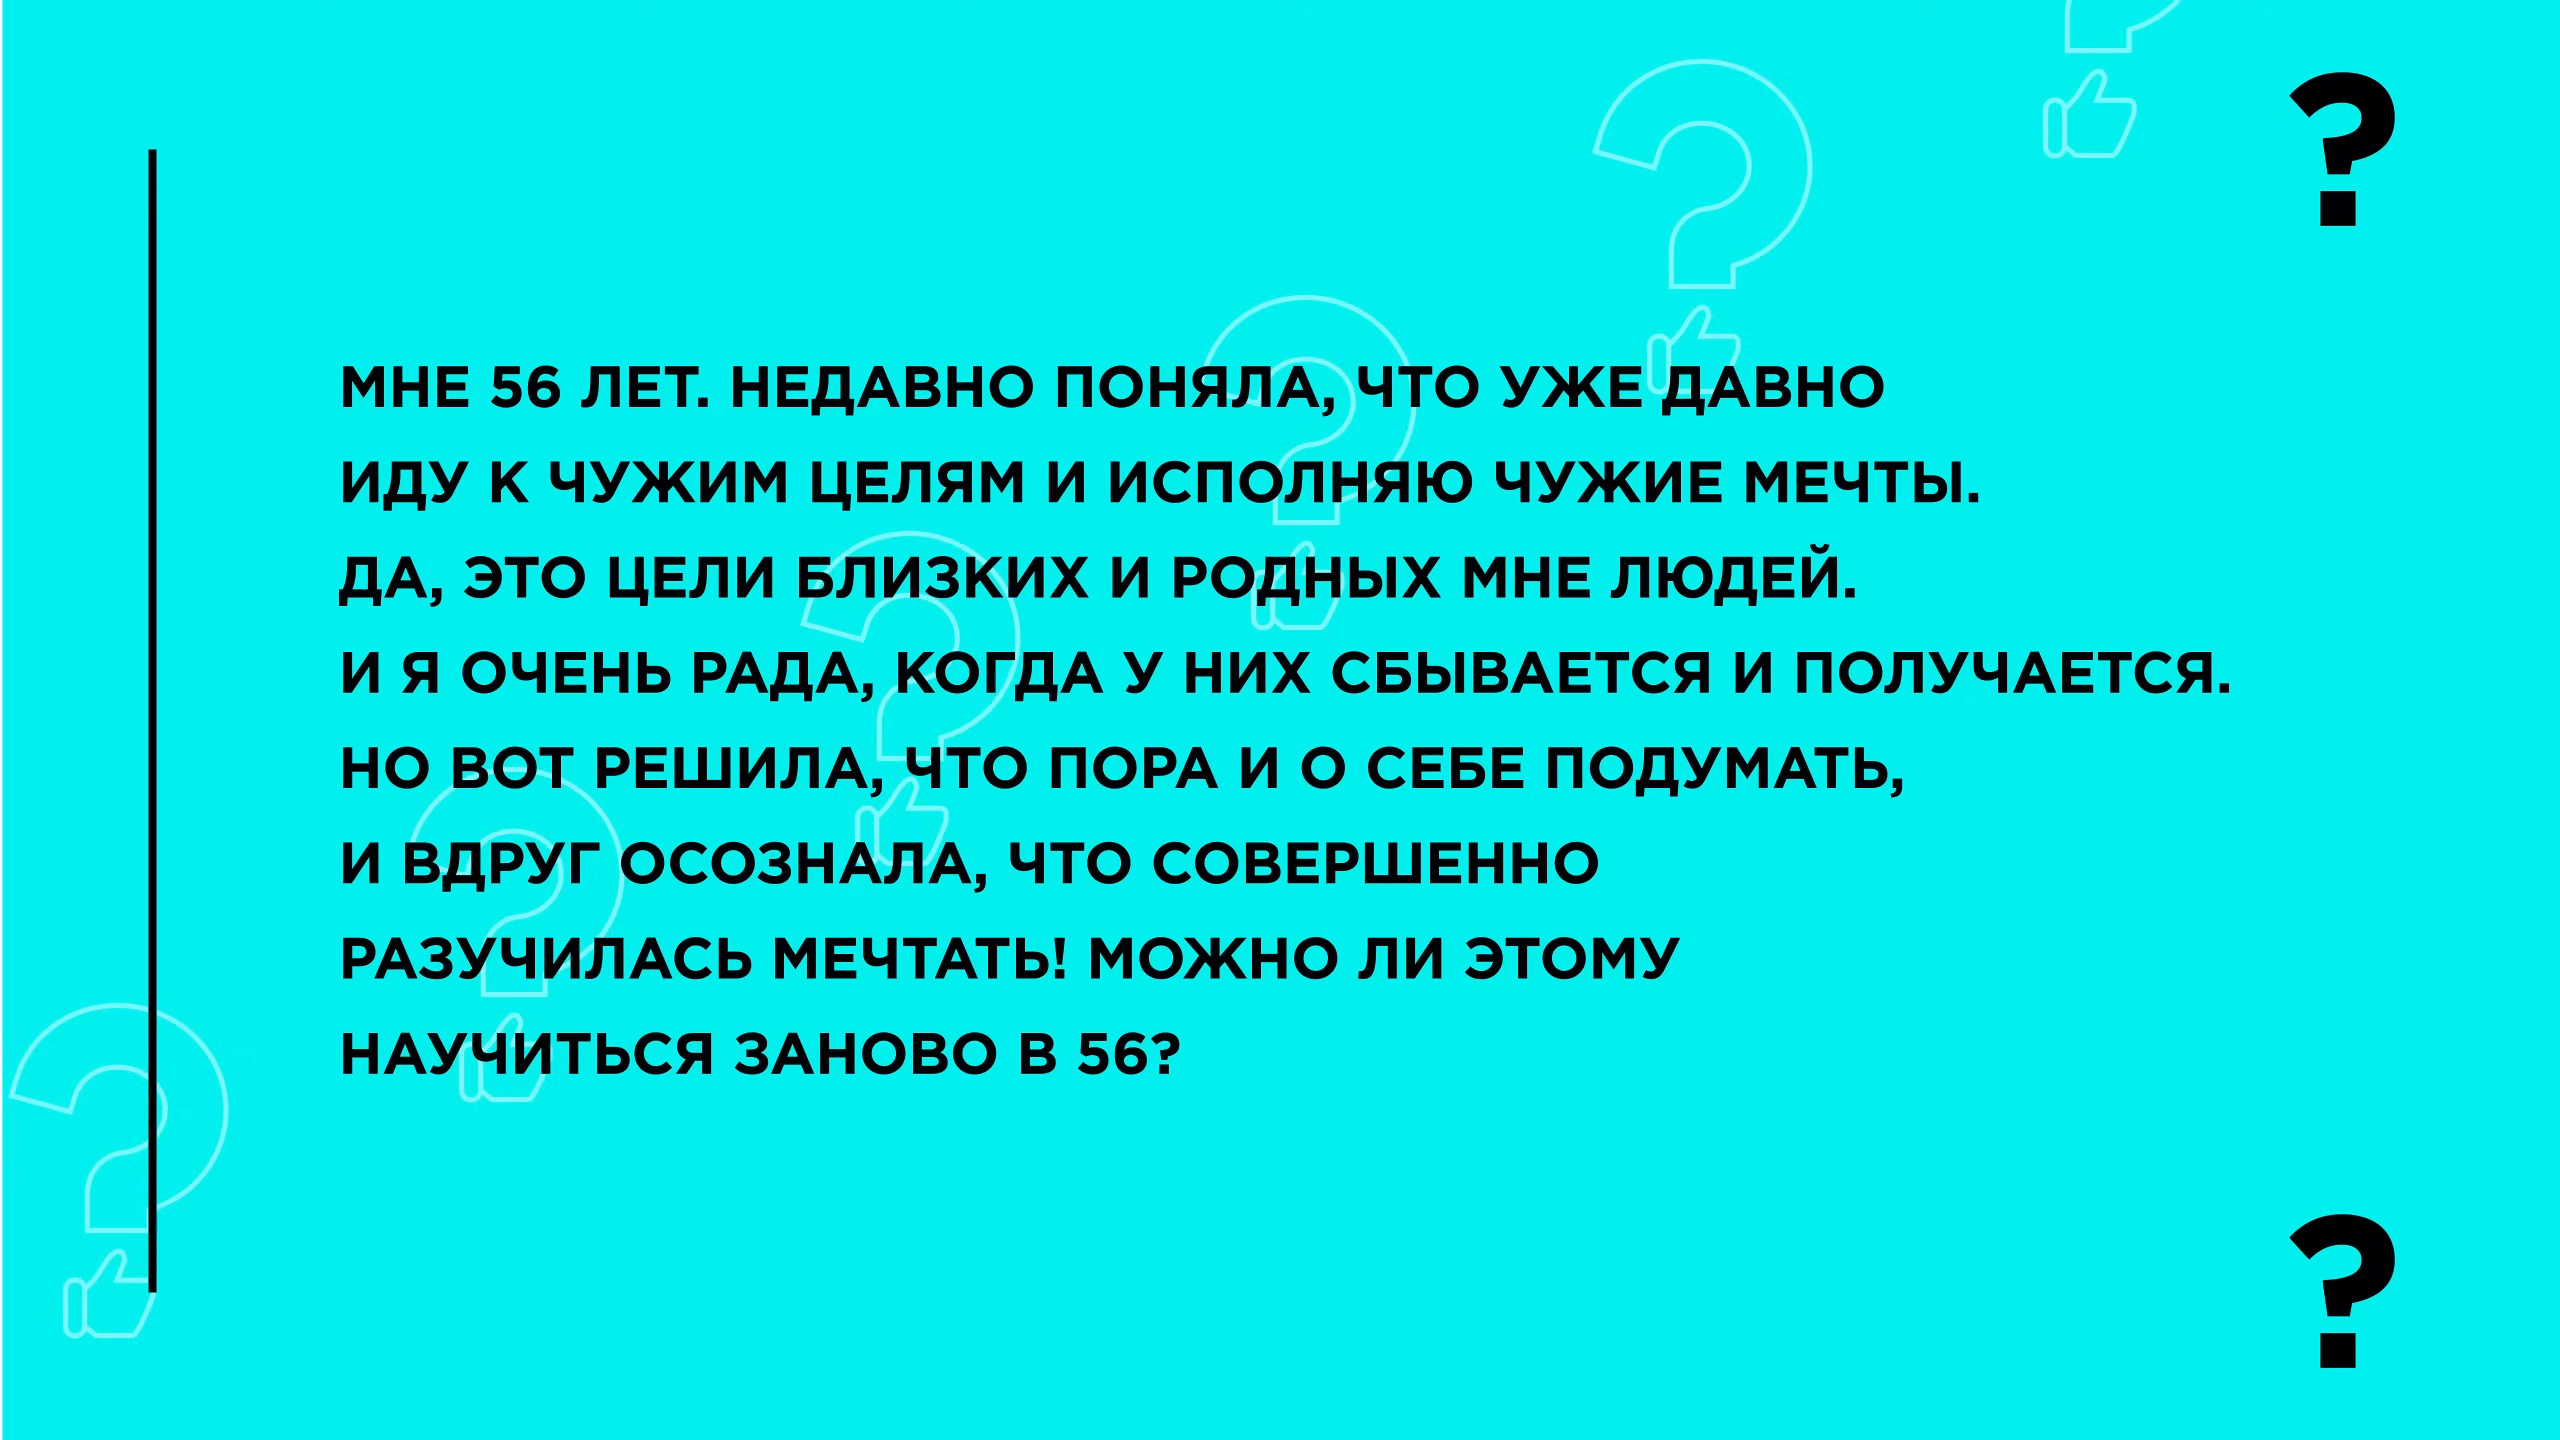 ?
МНЕ 56 ЛЕТ. НЕДАВНО ПОНЯЛА, ЧТО УЖЕ ДАВНО
ИДУ К ЧУЖИМ ЦЕЛЯМ И ИСПОЛНЯЮ ЧУЖИЕ МЕЧТЫ.
ДА, ЭТО ЦЕЛИ БЛИЗКИХ И РОДНЫХ МНЕ ЛЮДЕЙ.
И Я ОЧЕНЬ РАДА, КОГДА У НИХ СБЫВАЕТСЯ И ПОЛУЧАЕТСЯ.
НО ВОТ РЕШИЛА, ЧТО ПОРА И О СЕБЕ ПОДУМАТЬ,
И ВДРУГ ОСОЗНАЛА, ЧТО СОВЕРШЕННО
РАЗУЧИЛАСЬ МЕЧТАТЬ! МОЖНО ЛИ ЭТОМУ
НАУЧИТЬСЯ ЗАНОВО В 56?
?